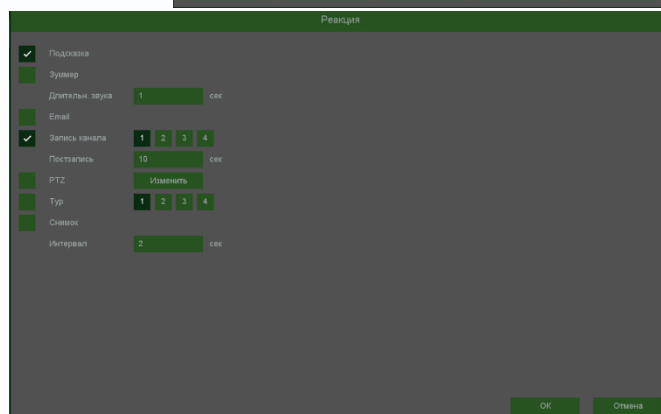 Реакция
Подсказка
Зуммер
Длительн. звука 1 сек
Email
Запись канала 1 2 3 4
Постзапись 10 сек
PTZ Изменить
Тур 1 2 3 4
Снимок
Интервал 2 сек
ОК Отмена